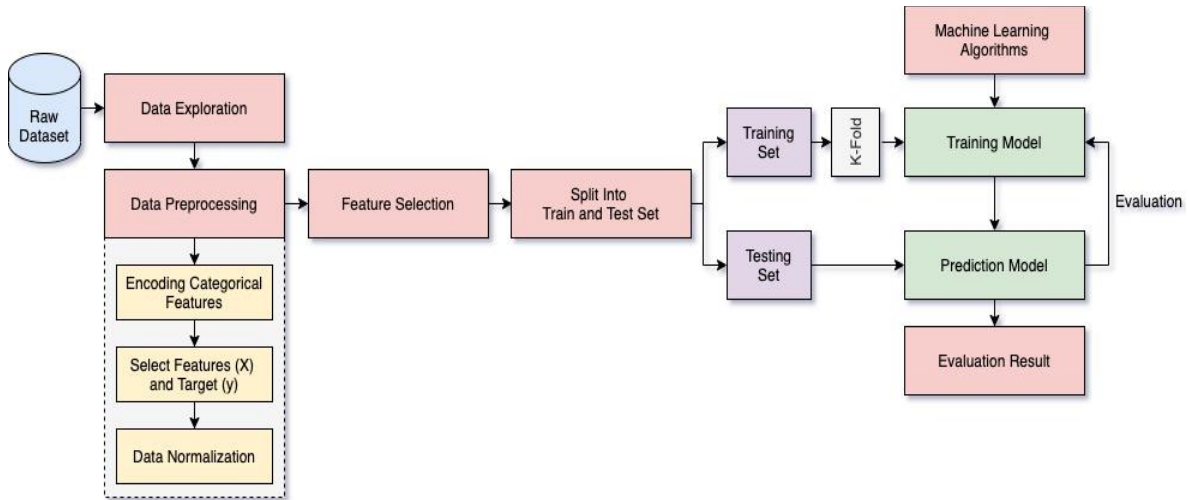 Raw
Dataset
Data Exploration
Data Preprocessing
Encoding Categorical
Features
Select Features (X)
and Target (y)
Data Normalization
Feature Selection
Split Into
Train and Test Set
Training
Set
K-Fold
Testing
Set
Machine Learning
Algorithms
Training Model
Evaluation
Prediction Model
Evaluation Result